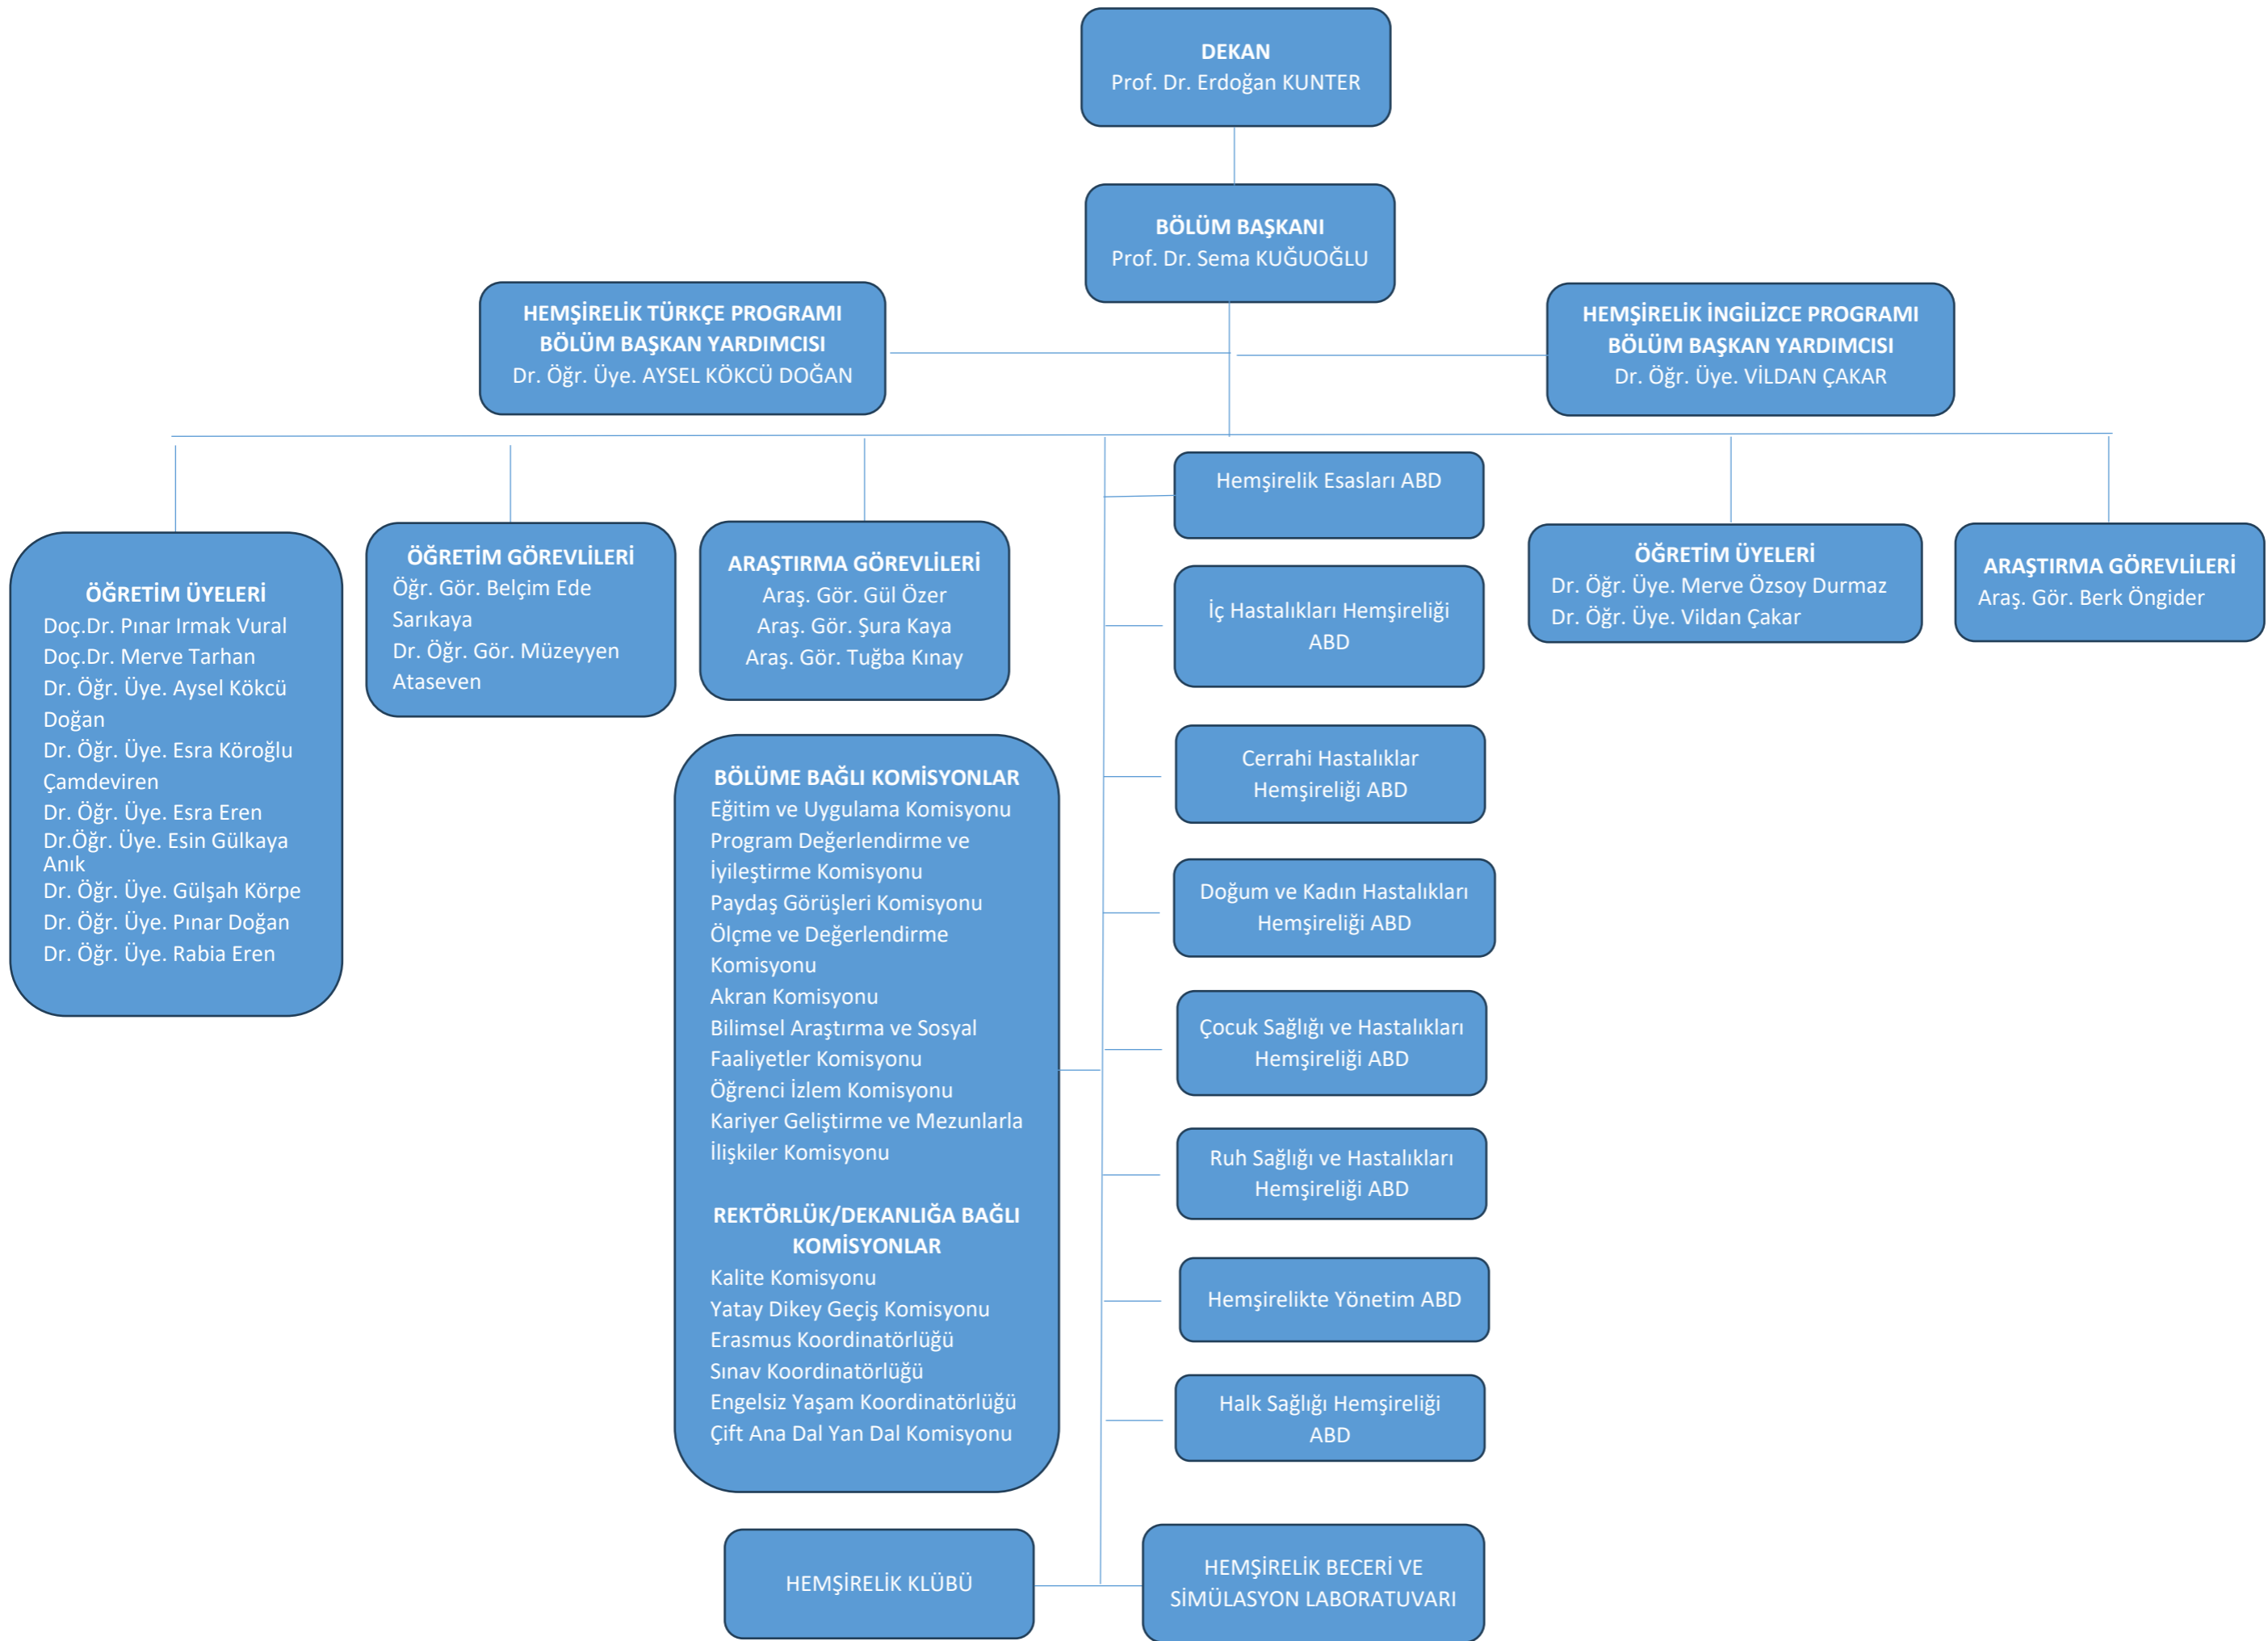 DEKAN
Prof. Dr. Erdoğan KUNTER
BÖLÜM BAŞKANI
Prof. Dr. Sema KUĞUOĞLU
HEMŞİRELİK TÜRKÇE PROGRAMI
BÖLÜM BAŞKAN YARDIMCISI
Dr. Öğr. Üye. AYSEL KÖKCÜ DOĞAN
HEMŞİRELİK İNGİLİZCE PROGRAMI
BÖLÜM BAŞKAN YARDIMCISI
Dr. Öğr. Üye. VİLDAN ÇAKAR
ÖĞRETİM ÜYELERİ
Doç.Dr. Pınar Irmak Vural
Doç.Dr. Merve Tarhan
Dr. Öğr. Üye. Aysel Kökcü
Doğan
Dr. Öğr. Üye. Esra Köroğlu
Çamdeviren
Dr. Öğr. Üye. Esra Eren
Dr.Öğr. Üye. Esin Gülkaya
Anık
Dr. Öğr. Üye. Gülşah Körpe
Dr. Öğr. Üye. Pınar Doğan
Dr. Öğr. Üye. Rabia Eren
ÖĞRETİM GÖREVLİLERİ
Öğr. Gör. Belçim Ede
Sarıkaya
Dr. Öğr. Gör. Müzeyyen
Ataseven
ARAŞTIRMA GÖREVLİLERİ
Araş. Gör. Gül Özer
Araş. Gör. Şura Kaya
Araş. Gör. Tuğba Kınay
BÖLÜME BAĞLI KOMİSYONLAR
Eğitim ve Uygulama Komisyonu
Program Değerlendirme ve
İyileştirme Komisyonu
Paydaş Görüşleri Komisyonu
Ölçme ve Değerlendirme
Komisyonu
Akran Komisyonu
Bilimsel Araştırma ve Sosyal
Faaliyetler Komisyonu
Öğrenci İzlem Komisyonu
Kariyer Geliştirme ve Mezunlarla
İlişkiler Komisyonu
REKTÖRLÜK/DEKANLIĞA BAĞLI
KOMİSYONLAR
Kalite Komisyonu
Yatay Dikey Geçiş Komisyonu
Erasmus Koordinatörlüğü
Sınav Koordinatörlüğü
Engelsiz Yaşam Koordinatörlüğü
Çift Ana Dal Yan Dal Komisyonu
Hemşirelik Esasları ABD
İç Hastalıkları Hemşireliği
ABD
Cerrahi Hastalıklar
Hemşireliği ABD
Doğum ve Kadın Hastalıkları
Hemşireliği ABD
Çocuk Sağlığı ve Hastalıkları
Hemşireliği ABD
Ruh Sağlığı ve Hastalıkları
Hemşireliği ABD
Hemşirelikte Yönetim ABD
Halk Sağlığı Hemşireliği
ABD
ÖĞRETİM ÜYELERİ
Dr. Öğr. Üye. Merve Özsoy Durmaz
Dr. Öğr. Üye. Vildan Çakar
ARAŞTIRMA GÖREVLİLERİ
Araş. Gör. Berk Öngider
HEMŞİRELİK KLÜBÜ
HEMŞİRELİK BECERİ VE
SİMÜLASYON LABORATUVARI